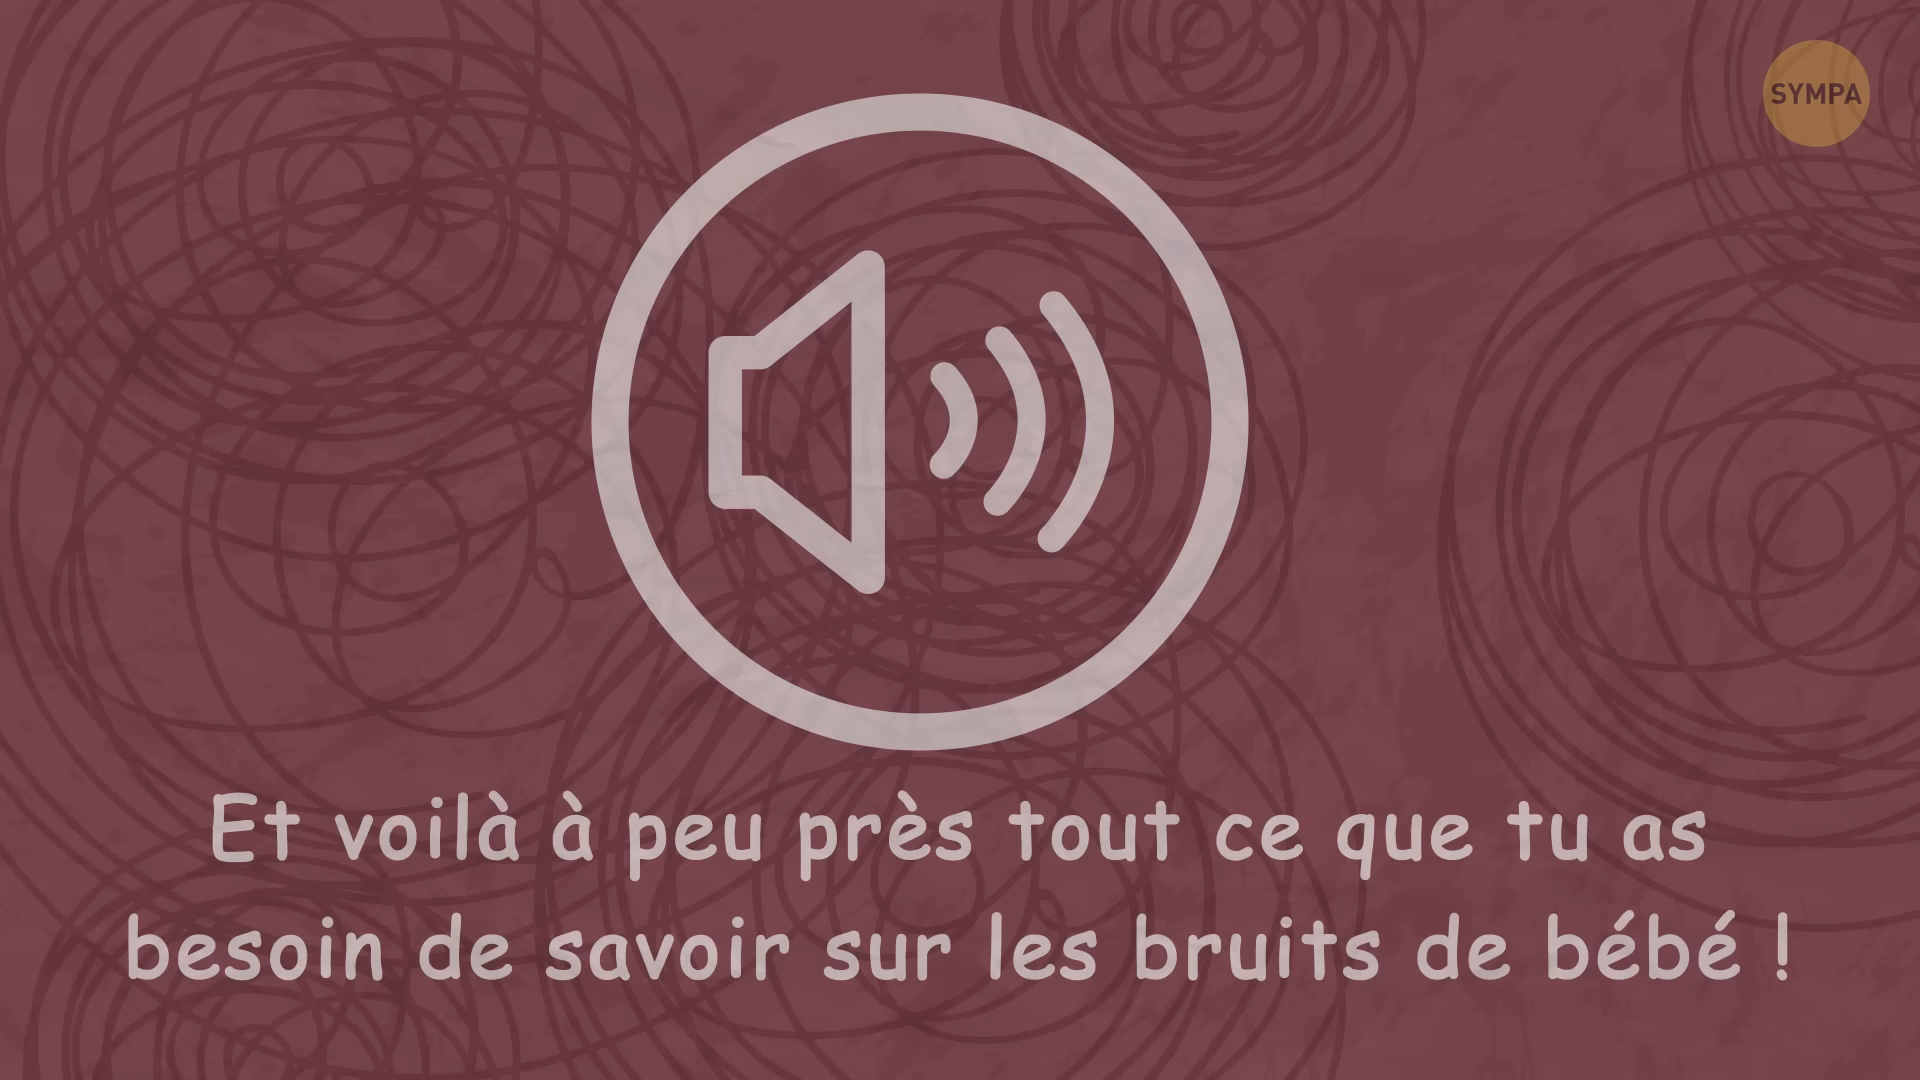 SYMPA
Et voilà à peu près tout ce que tu as
besoin de savoir sur les bruits de bébé !